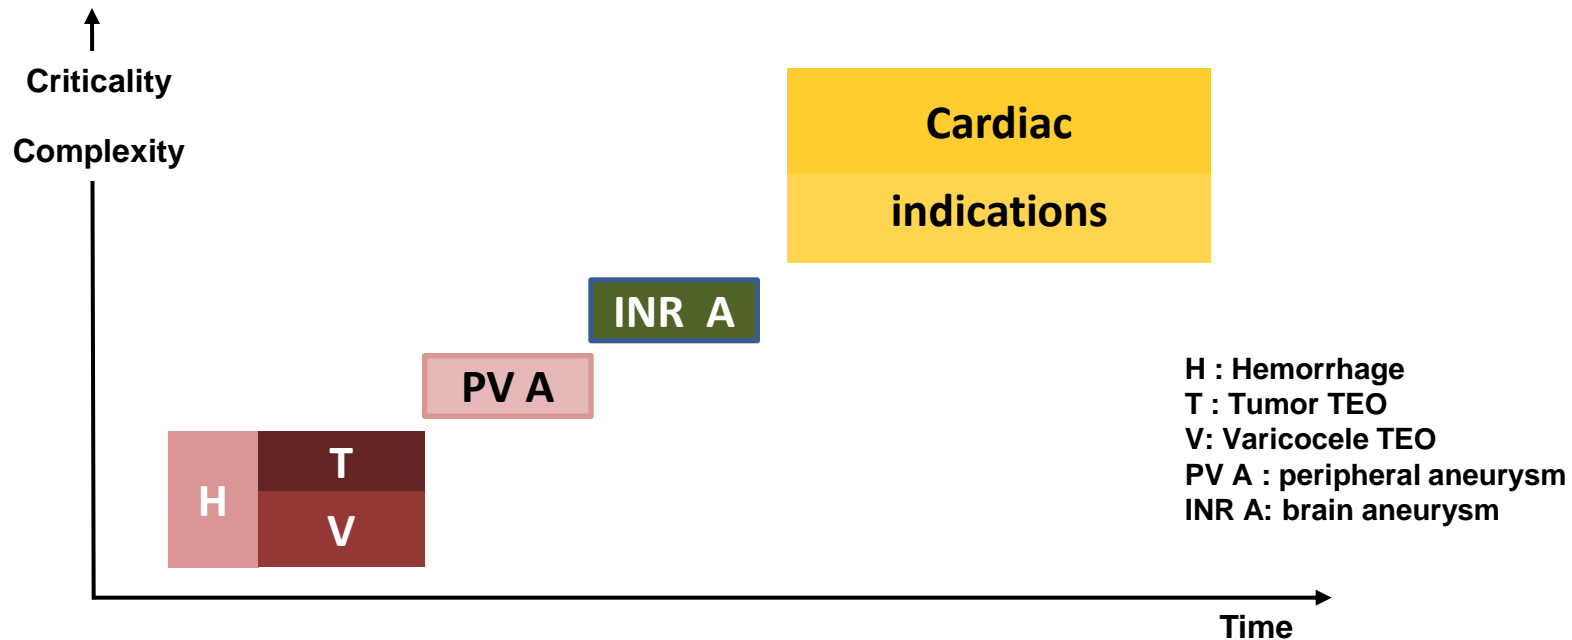 Criticality
Complexity
Cardiac
indications
INR  A
PV A
H
T
V
H : Hemorrhage
T : Tumor TEO
V: Varicocele TEO
PV A : peripheral aneurysm
INR A: brain aneurysm
Time